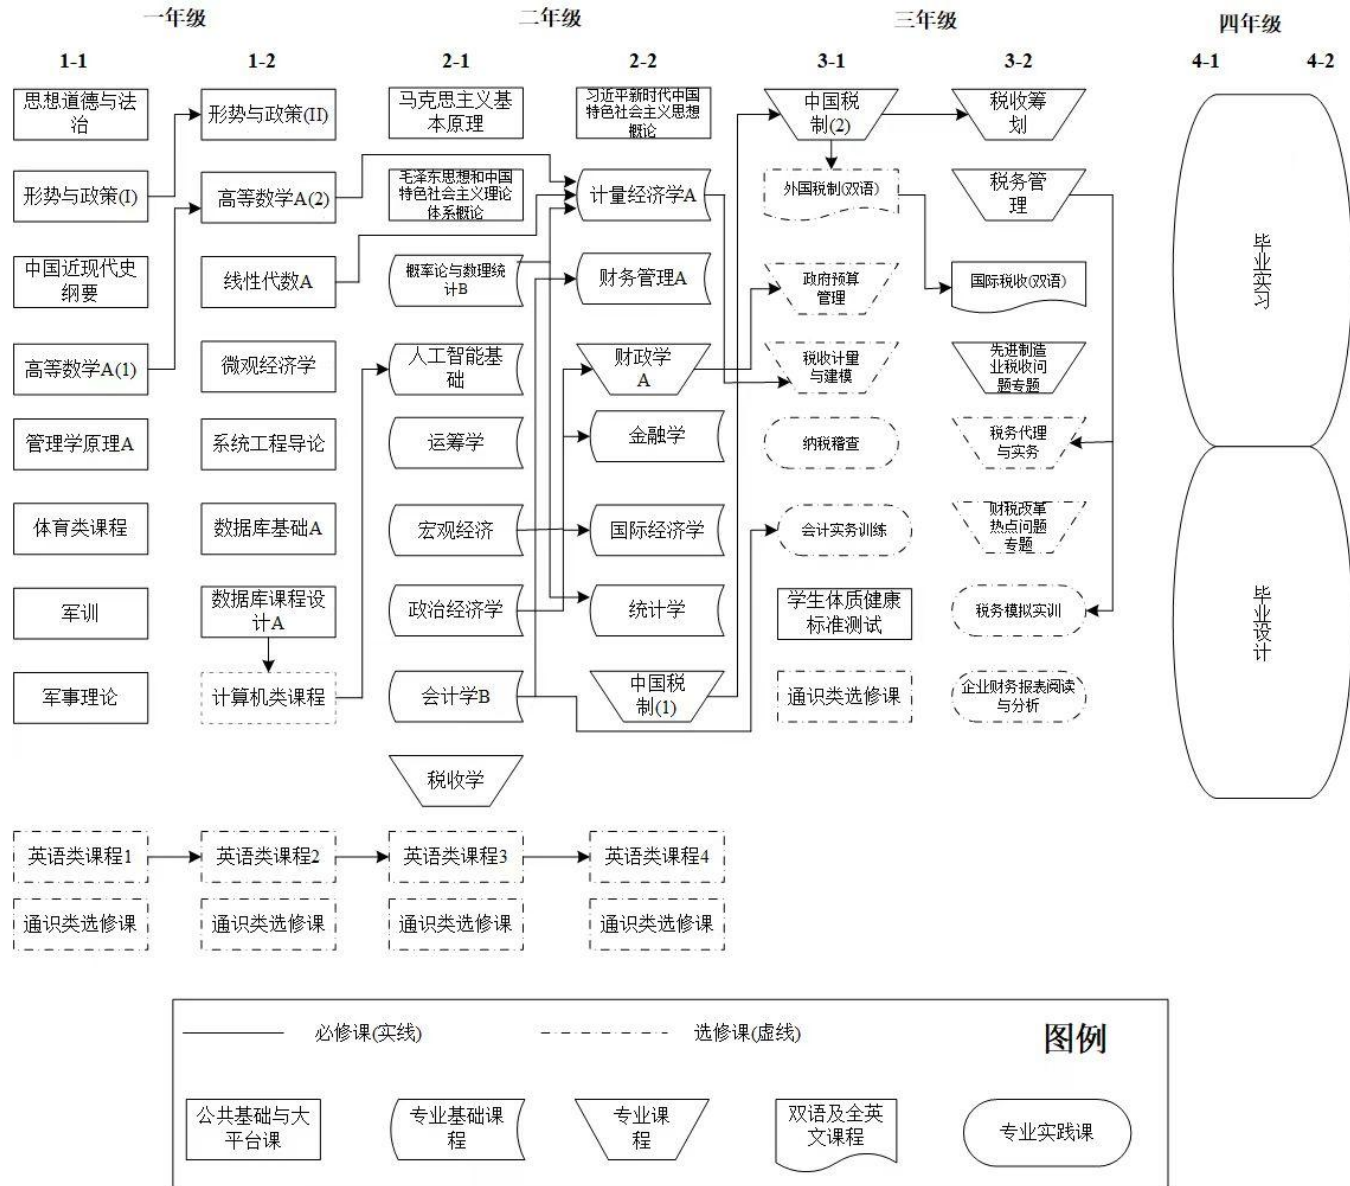 一年级
二年级
三年级
四年级
1-1
1-2
2-1
2-2
3-1
3-2
4-1
4-2
思想道德与法
治
形势与政策(II)
马克思主义基
本原理
习近平新时代中国
特色社会主义思想
概论
中国税
制(2)
税收筹
划
形势与政策(I)
高等数学A(2)
毛泽东思想和中国
特色社会主义理论
体系概论
计量经济学A
外国税制(双语)
税务管
理
中国近现代史
纲要
线性代数A
概率论与数理统
计B
财务管理A
政府预算
管理
国际税收(双语)
高等数学A(1)
微观经济学
人工智能基
础
财政学
A
税收计量
与建模
先进制造
业税收问
题专题
管理学原理A
系统工程导论
运筹学
金融学
纳税稽查
税务代理
与实务
体育类课程
数据库基础A
宏观经济
国际经济学
会计实务训练
财税改革
热点问题
专题
军训
数据库课程设
计A
政治经济学
统计学
学生体质健康
标准测试
税务模拟实训
军事理论
计算机类课程
会计学B
中国税
制(1)
通识类选修课
企业财务报表阅读
与分析
税收学
毕业实习
毕业设计
英语类课程1
英语类课程2
英语类课程3
英语类课程4
通识类选修课
通识类选修课
通识类选修课
通识类选修课
必修课(实线)
选修课(虚线)
图例
公共基础与大
平台课
专业基础课
程
专业课
程
双语及全英
文课程
专业实践课